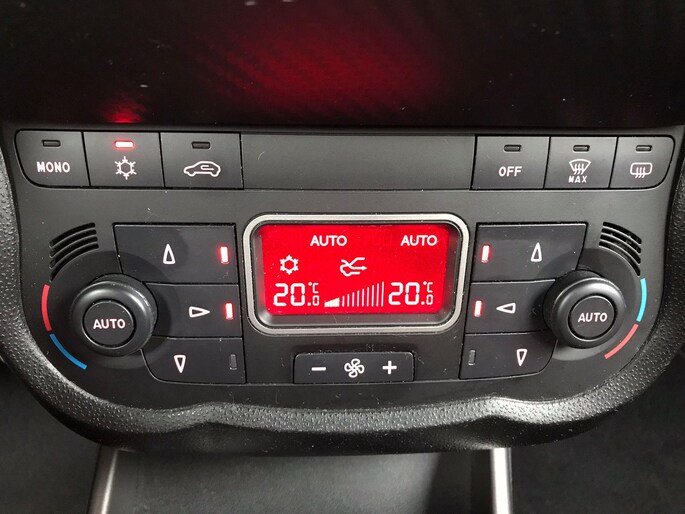 MONO
OFF
MAX
AUTO AUTO
20.0°C 20.0°C
AUTO
AUTO
− +